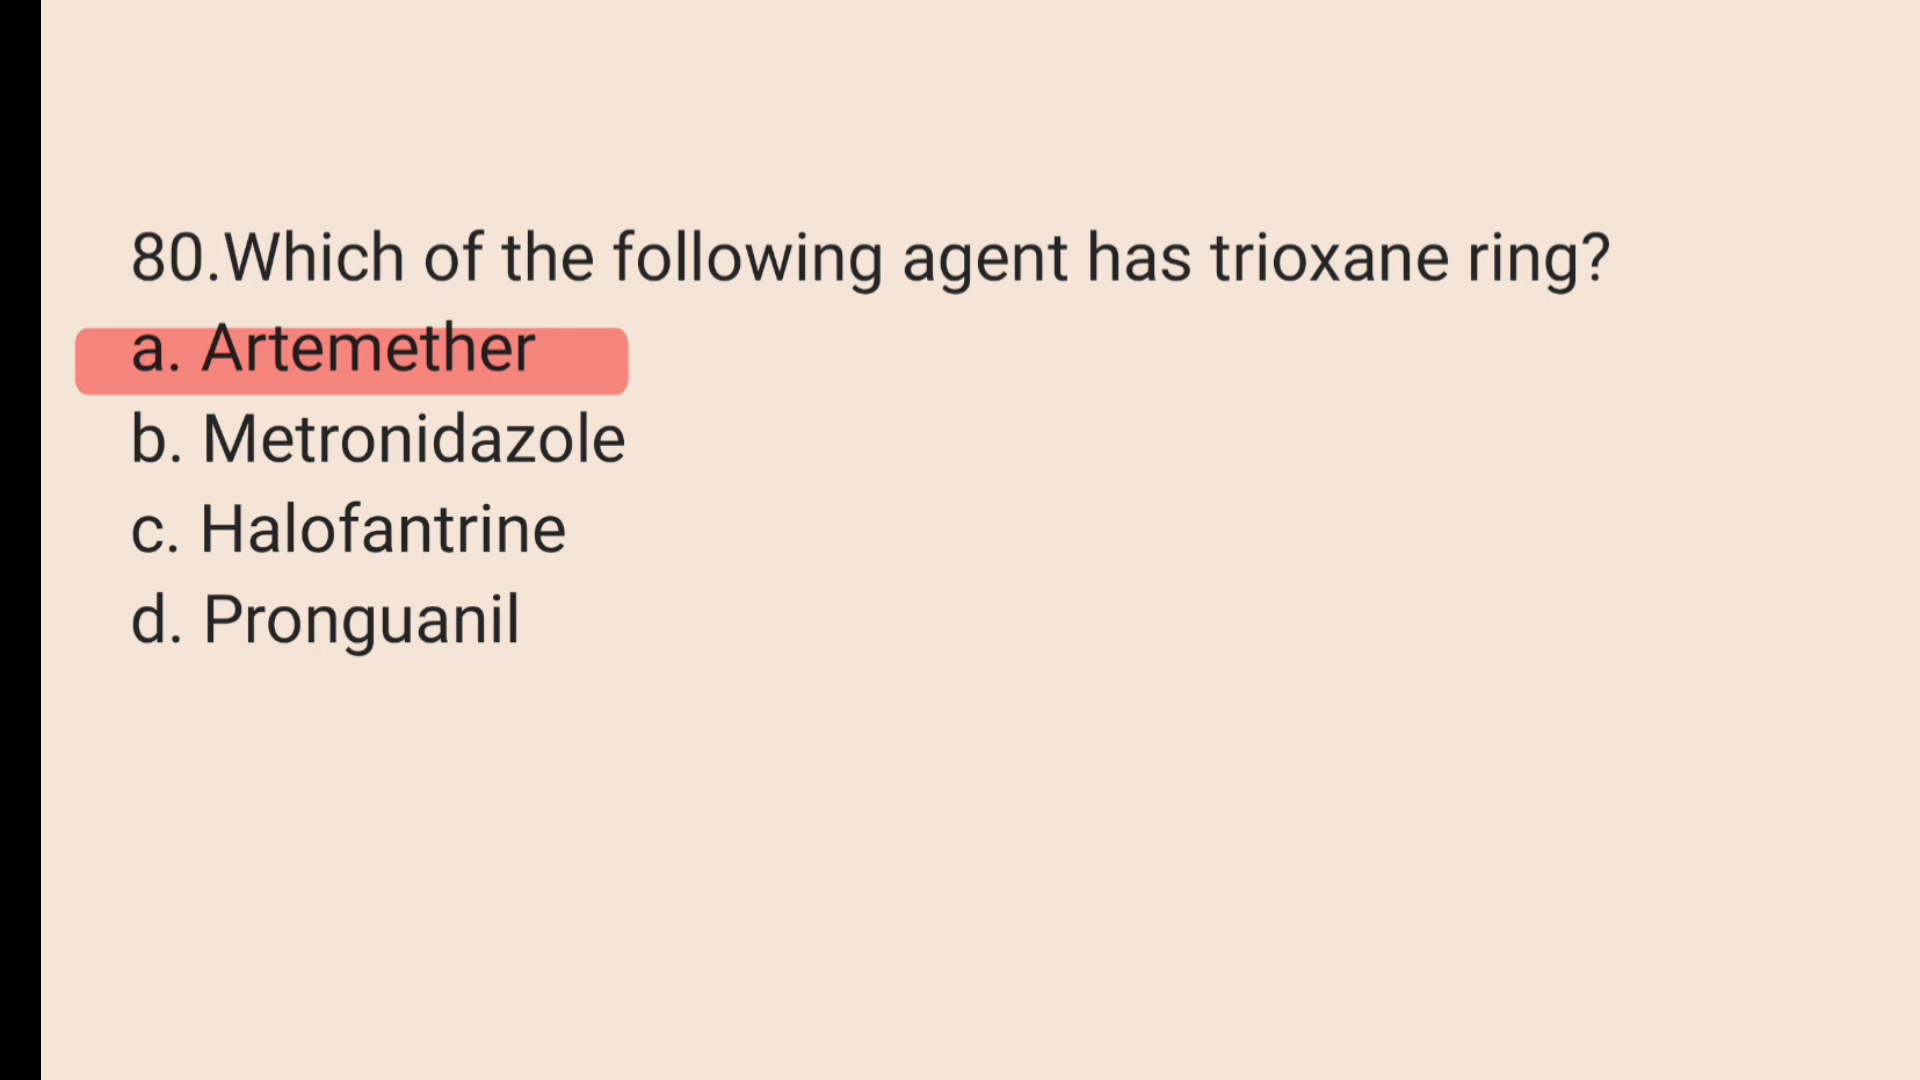 80.Which of the following agent has trioxane ring?
a. Artemether
b. Metronidazole
c. Halofantrine
d. Pronguanil